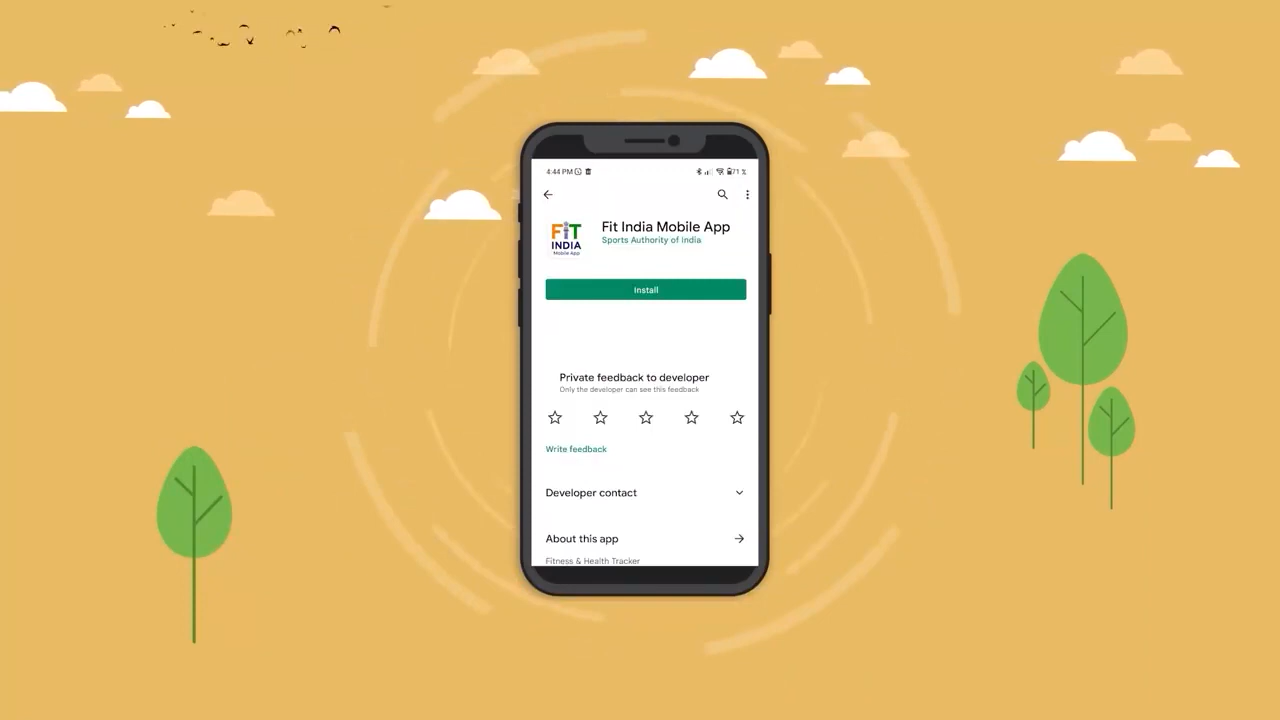 4:44 PM
71 %
FiT
INDIA
Mobile App
Fit India Mobile App
Sports Authority of India
Install
Private feedback to developer
Only the developer can see this feedback
Write feedback
Developer contact
About this app
Fitness & Health Tracker